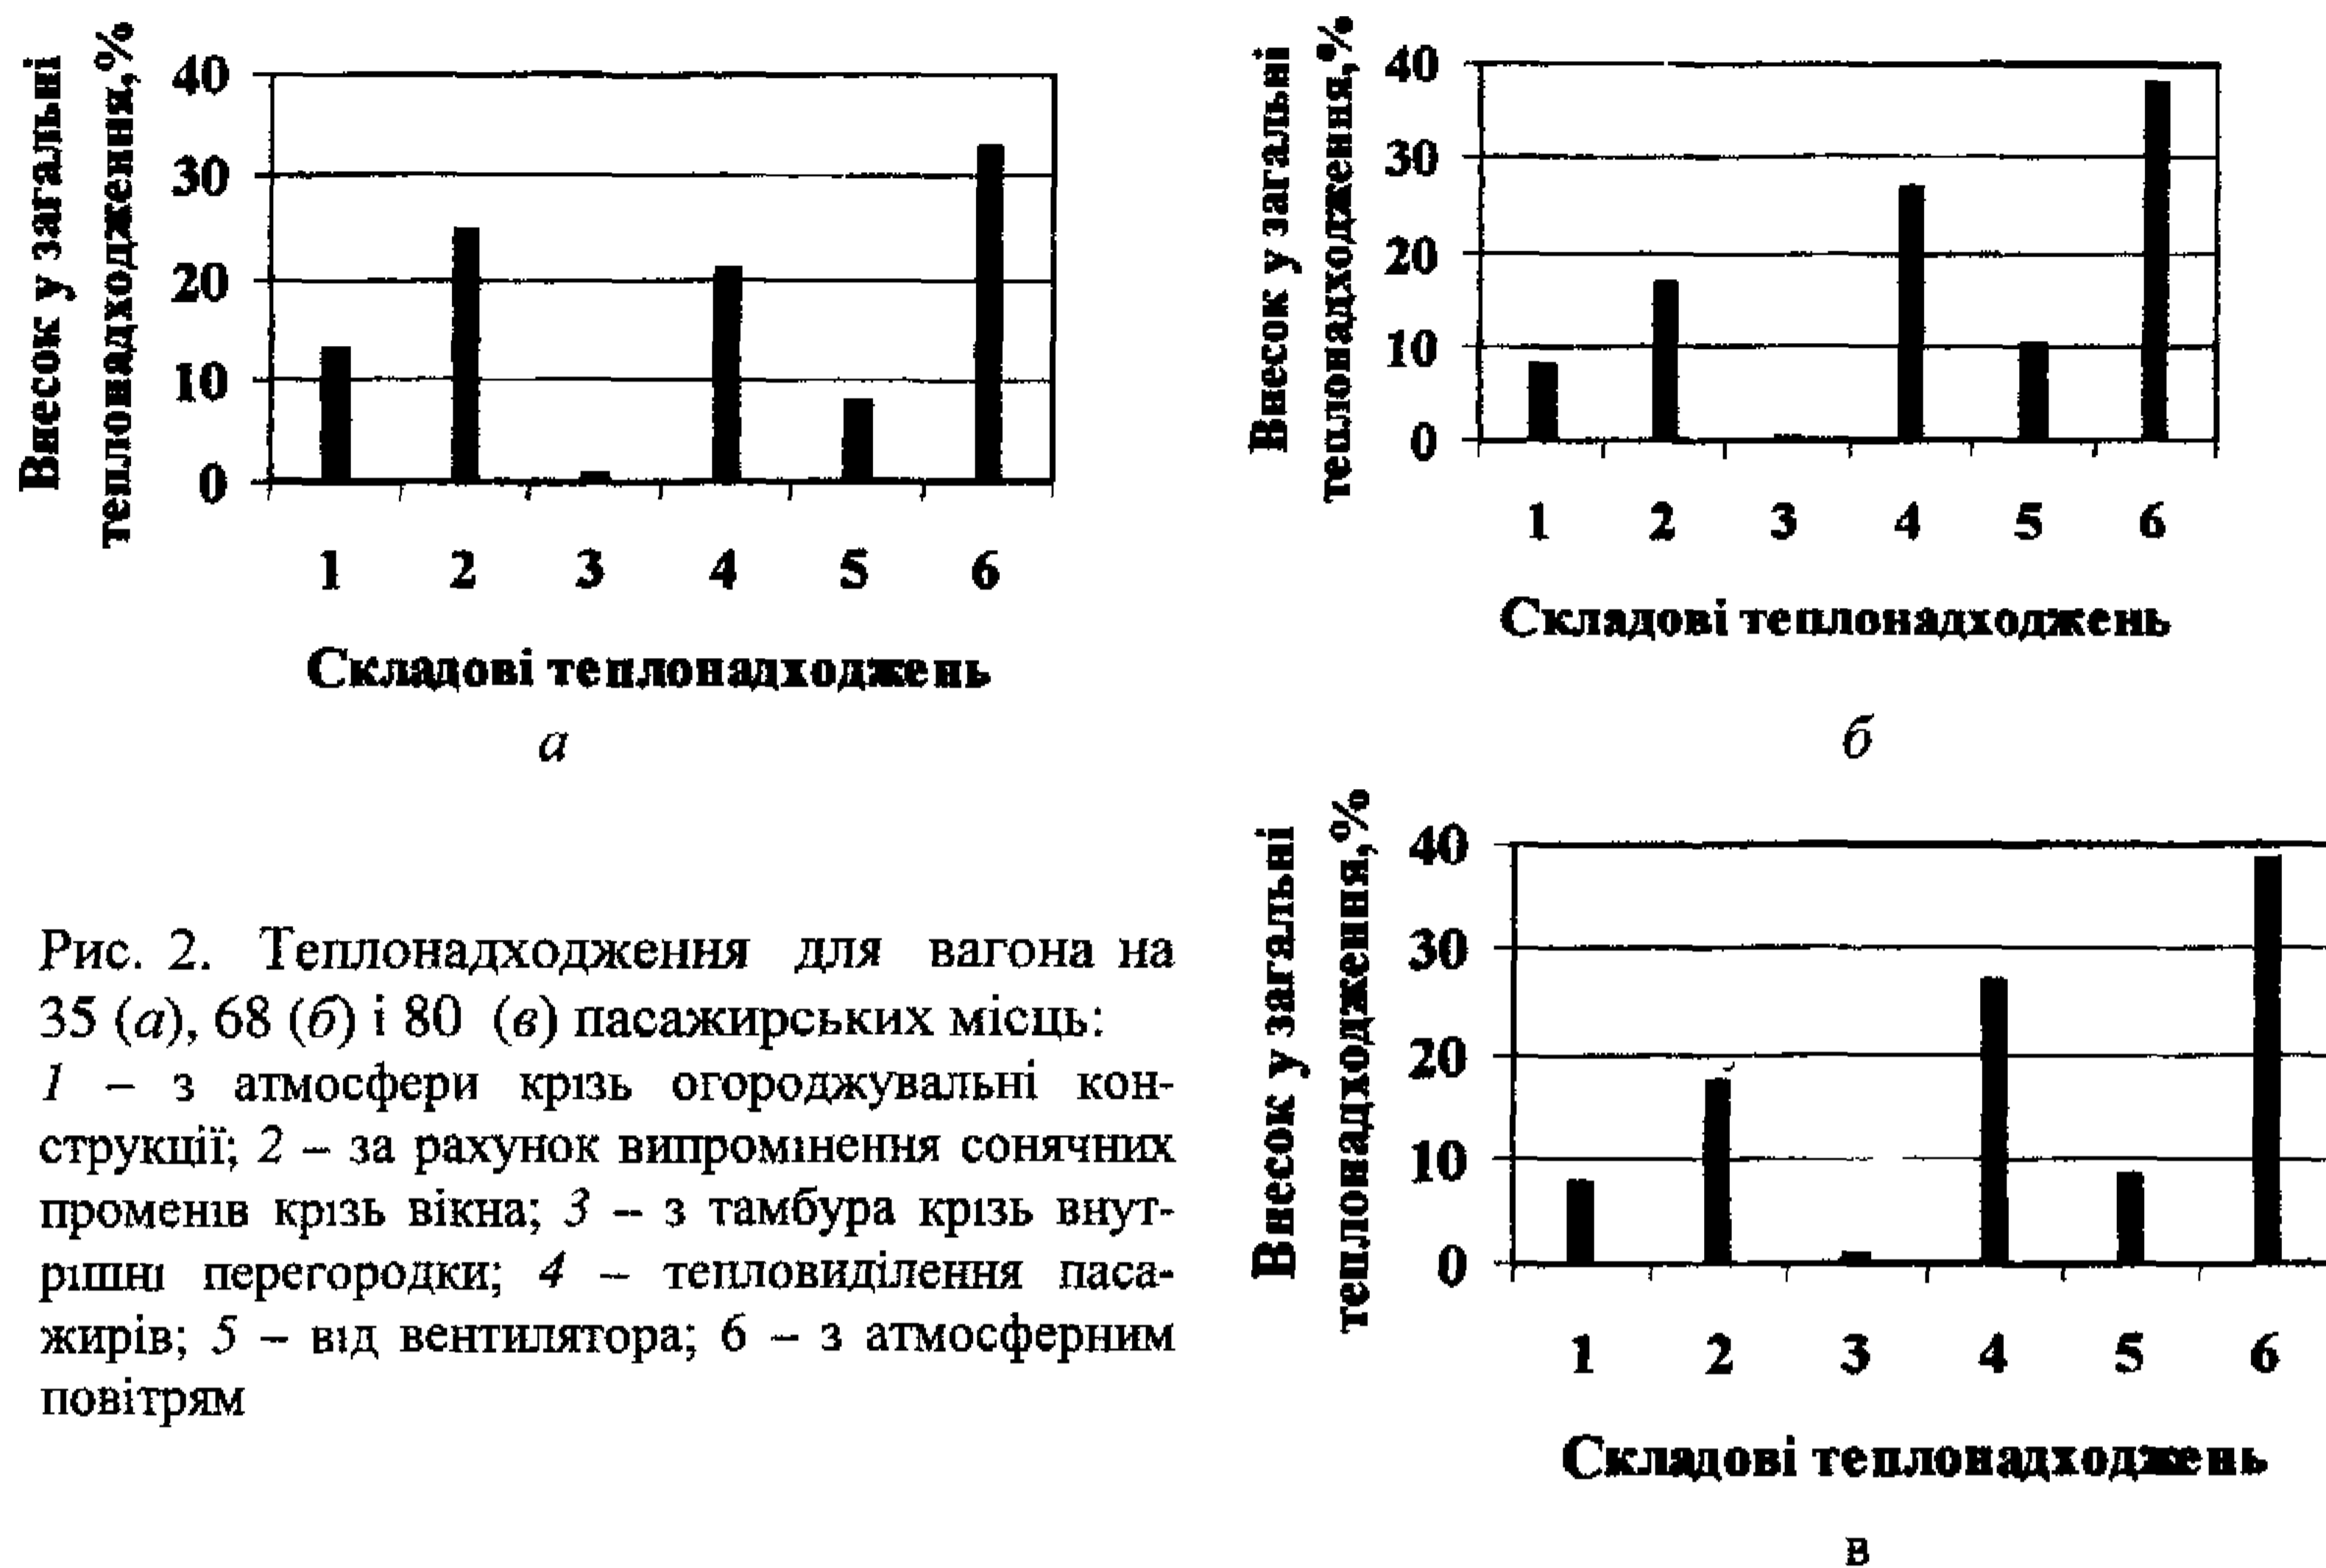 Внесок у загальні
теплонадходження,%
40
30
20
10
0
1 2 3 4 5 6
Складові теплонадходжень
а
Внесок у загальні
теплонадходження,%
40
30
20
10
0
1 2 3 4 5 6
Складові теплонадходжень
б
Рис. 2. Теплонадходження для вагона на
35 (а), 68 (б) і 80 (в) пасажирських місць:
1 – з атмосфери крізь огороджувальні кон-
струкції; 2 – за рахунок випромінення сонячних
променів крізь вікна; 3 – з тамбура крізь внут-
рішні перегородки; 4 – тепловиділення паса-
жирів; 5 – від вентилятора; 6 – з атмосферним
повітрям
Внесок у загальні
теплонадходження,%
40
30
20
10
0
1 2 3 4 5 6
Складові теплонадходжень
в